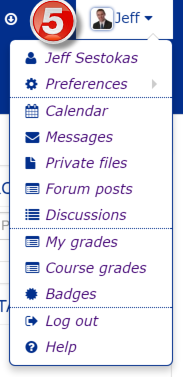 5
Jeff
Jeff Sestokas
Preferences
Calendar
Messages
Private files
Forum posts
Discussions
My grades
Course grades
Badges
Log out
Help